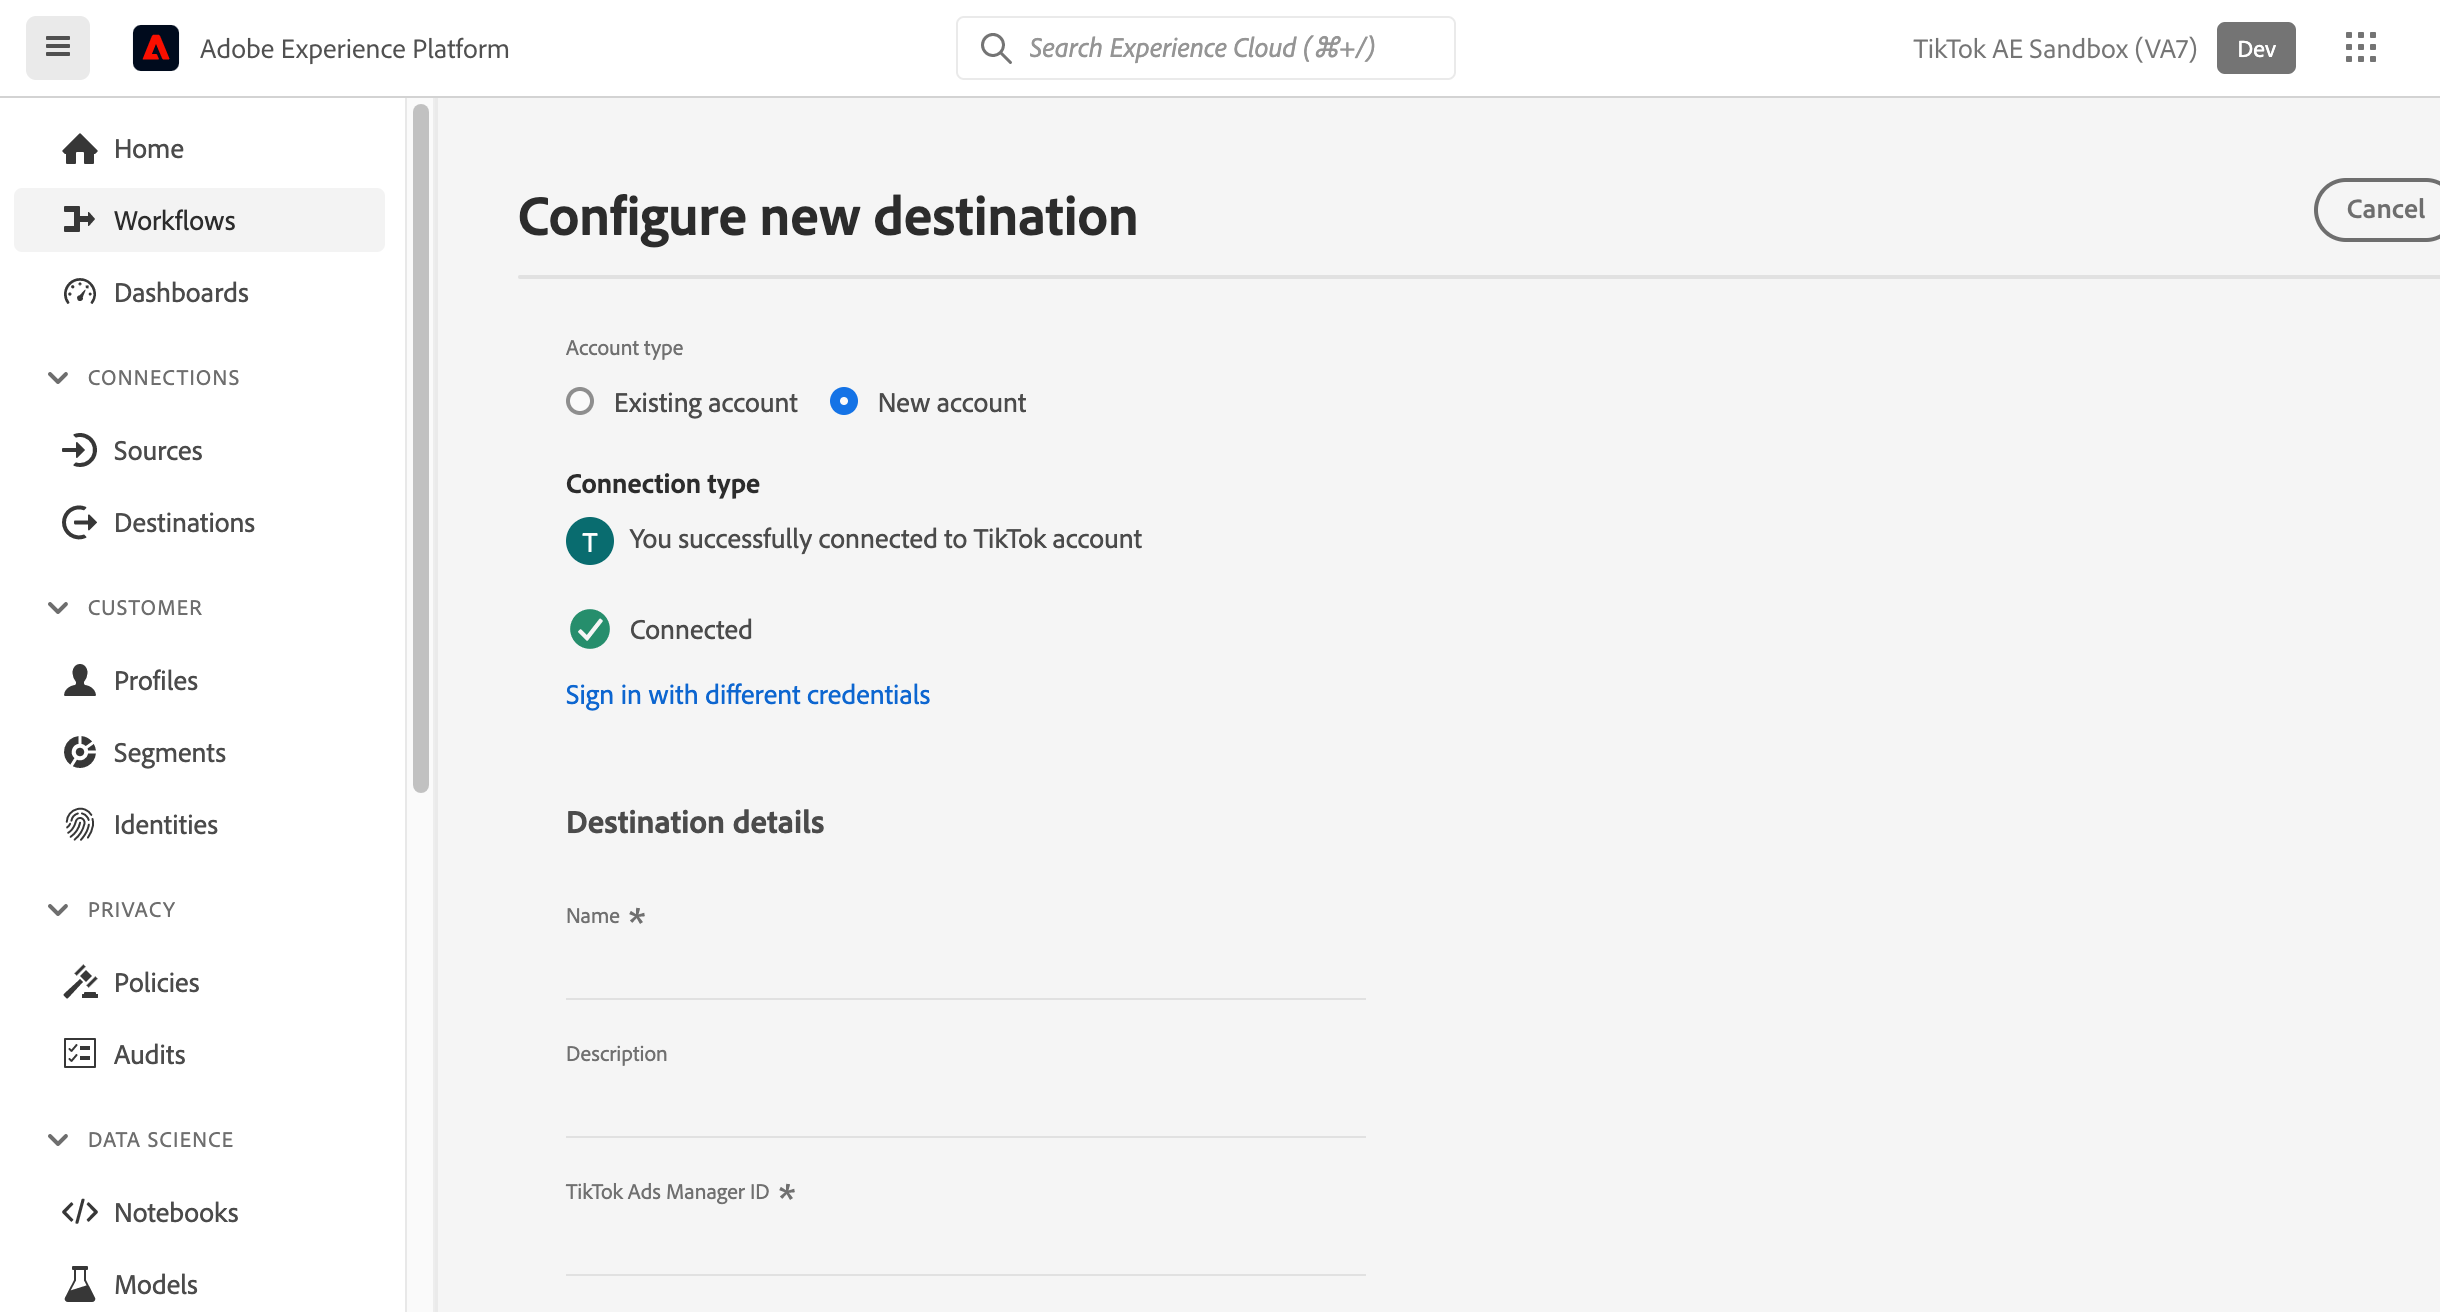 Adobe Experience Platform
Search Experience Cloud (⌘+/)
TikTok AE Sandbox (VA7)
Dev
Home
Workflows
Dashboards
CONNECTIONS
Sources
Destinations
CUSTOMER
Profiles
Segments
Identities
PRIVACY
Policies
Audits
DATA SCIENCE
Notebooks
Models
Configure new destination
Cancel
Account type
Existing account
New account
Connection type
T
You successfully connected to TikTok account
Connected
Sign in with different credentials
Destination details
Name *
Description
TikTok Ads Manager ID *